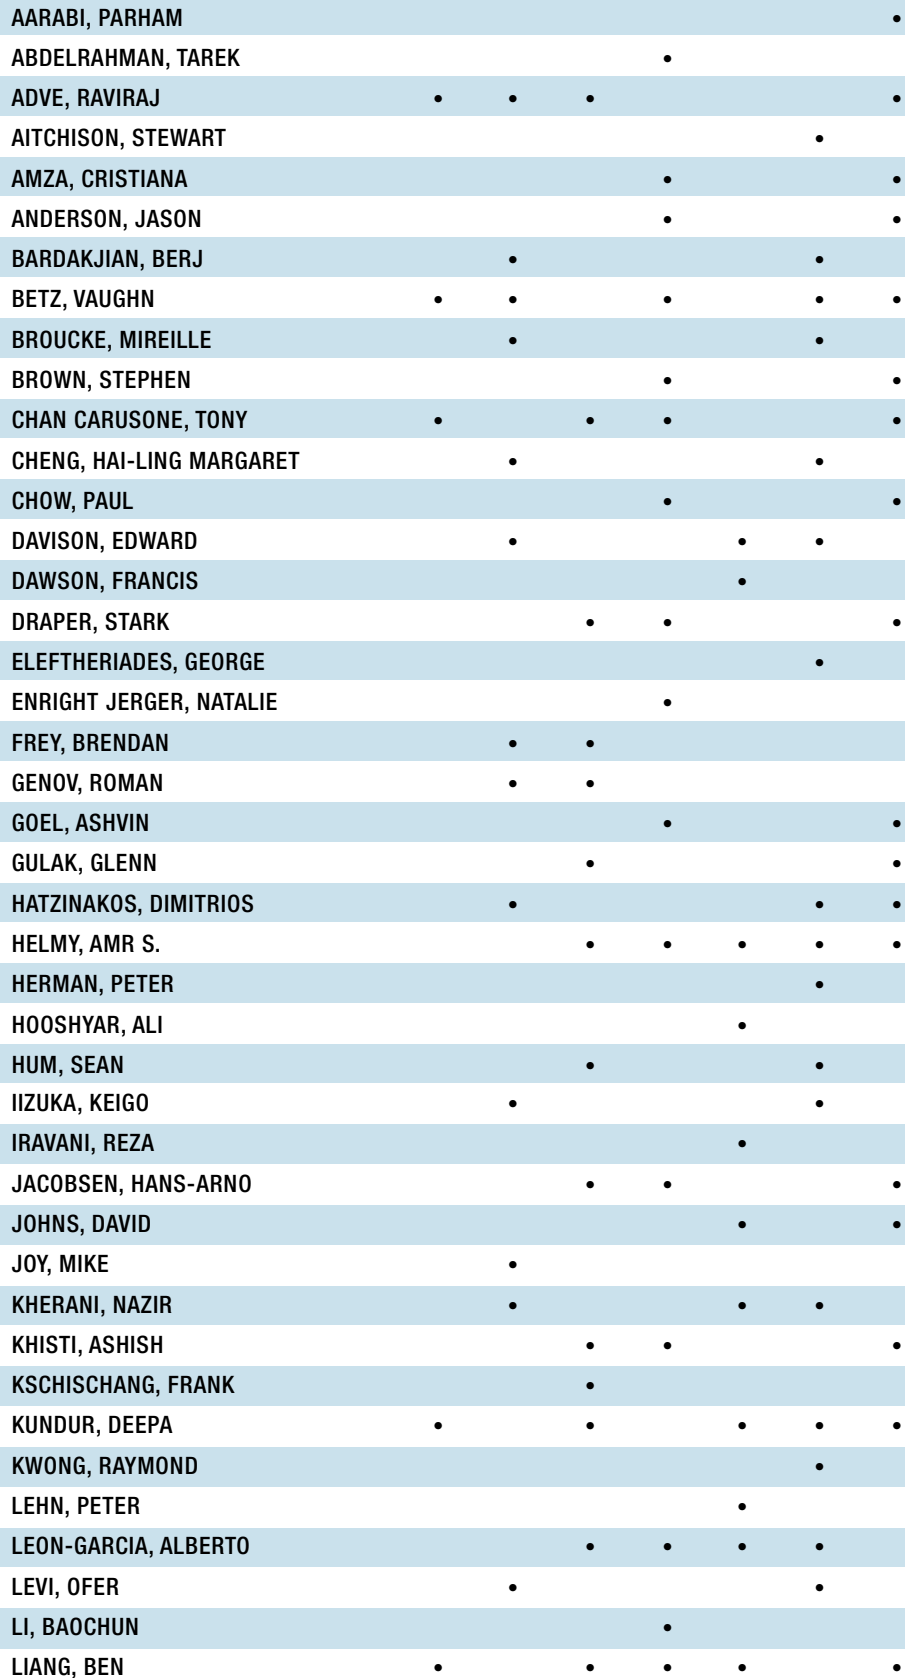 AARABI, PARHAM •
ABDELRAHMAN, TAREK •
ADVE, RAVIRAJ • • • •
AITCHISON, STEWART •
AMZA, CRISTIANA • •
ANDERSON, JASON • •
BARDAKJIAN, BERJ • •
BETZ, VAUGHN • • • • •
BROUCKE, MIREILLE • •
BROWN, STEPHEN • •
CHAN CARUSONE, TONY • • • •
CHENG, HAI-LING MARGARET • •
CHOW, PAUL • •
DAVISON, EDWARD • • •
DAWSON, FRANCIS •
DRAPER, STARK • • •
ELEFTHERIADES, GEORGE •
ENRIGHT JERGER, NATALIE •
FREY, BRENDAN • •
GENOV, ROMAN • •
GOEL, ASHVIN • •
GULAK, GLENN • •
HATZINAKOS, DIMITRIOS • • •
HELMY, AMR S. • • • • •
HERMAN, PETER •
HOOSHYAR, ALI •
HUM, SEAN • •
IIZUKA, KEIGO • •
IRAVANI, REZA •
JACOBSEN, HANS-ARNO • • •
JOHNS, DAVID • •
JOY, MIKE •
KHERANI, NAZIR • • •
KHISTI, ASHISH • • •
KSCHISCHANG, FRANK •
KUNDUR, DEEPA • • • • •
KWONG, RAYMOND •
LEHN, PETER •
LEON-GARCIA, ALBERTO • • • •
LEVI, OFER • •
LI, BAOCHUN •
LIANG, BEN • • • • •